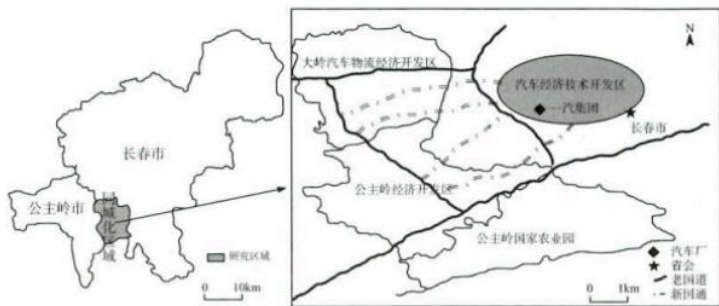 长春市
公主岭市
同城化区域
研究区域
0 10km
N
大岭汽车物流经济开发区
汽车经济技术开发区
一汽集团
长春市
公主岭经济开发区
公主岭国家农业园
汽车厂
省会
老国道
新国通
0 1km